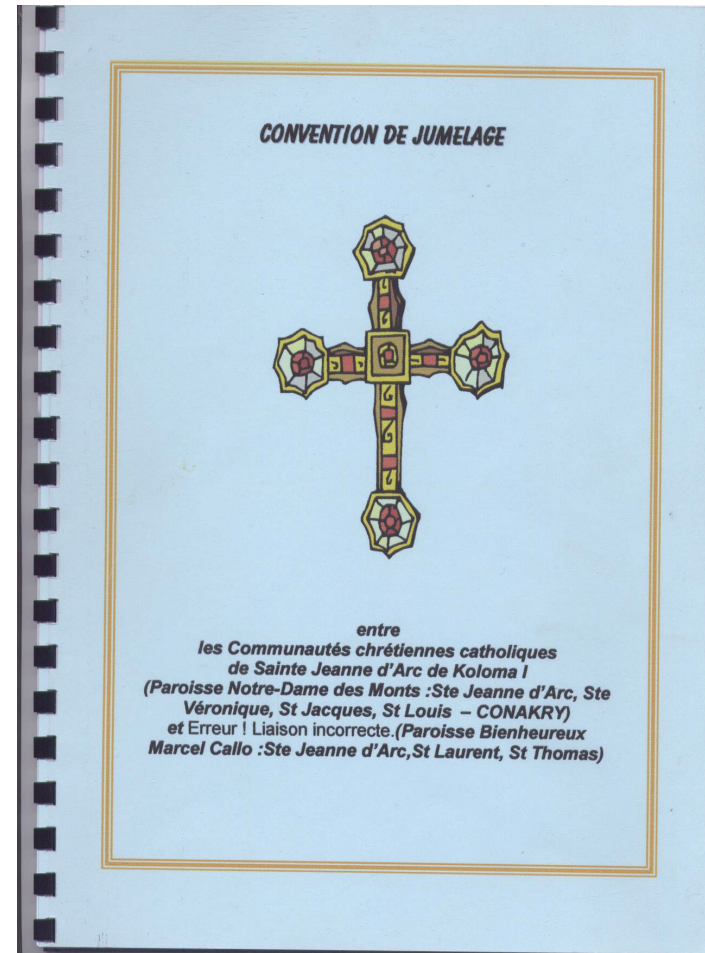 CONVENTION DE JUMELAGE
entre
les Communautés chrétiennes catholiques
de Sainte Jeanne d'Arc de Koloma I
(Paroisse Notre-Dame des Monts :Ste Jeanne d'Arc, Ste
Véronique, St Jacques, St Louis – CONAKRY)
et Erreur ! Liaison incorrecte.(Paroisse Bienheureux
Marcel Callo :Ste Jeanne d'Arc,St Laurent, St Thomas)